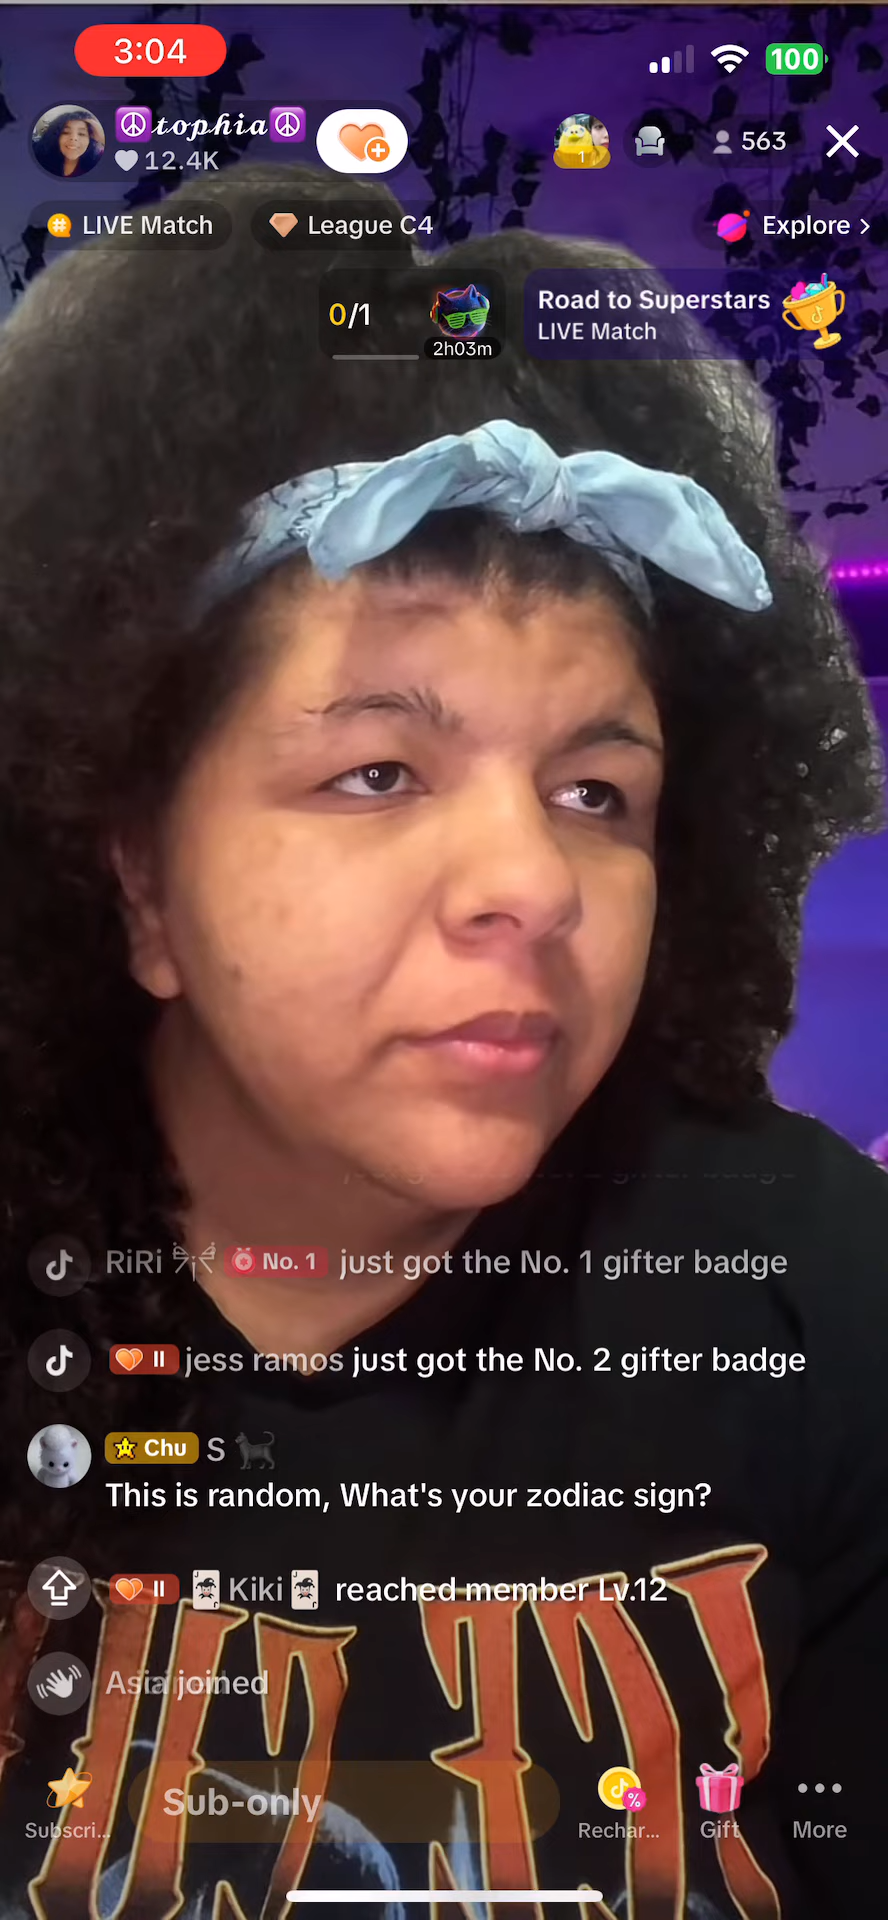 3:04
100
☮tophia☮
12.4K
1
563
LIVE Match
League C4
Explore >
0/1
2h03m
Road to Superstars
LIVE Match
RiRi No. 1 just got the No. 1 gifter badge
II jess ramos just got the No. 2 gifter badge
Chu S
This is random, What's your zodiac sign?
II Kiki reached member Lv.12
Asia joined
Sub-only
Subscri...
Rechar...
Gift
More